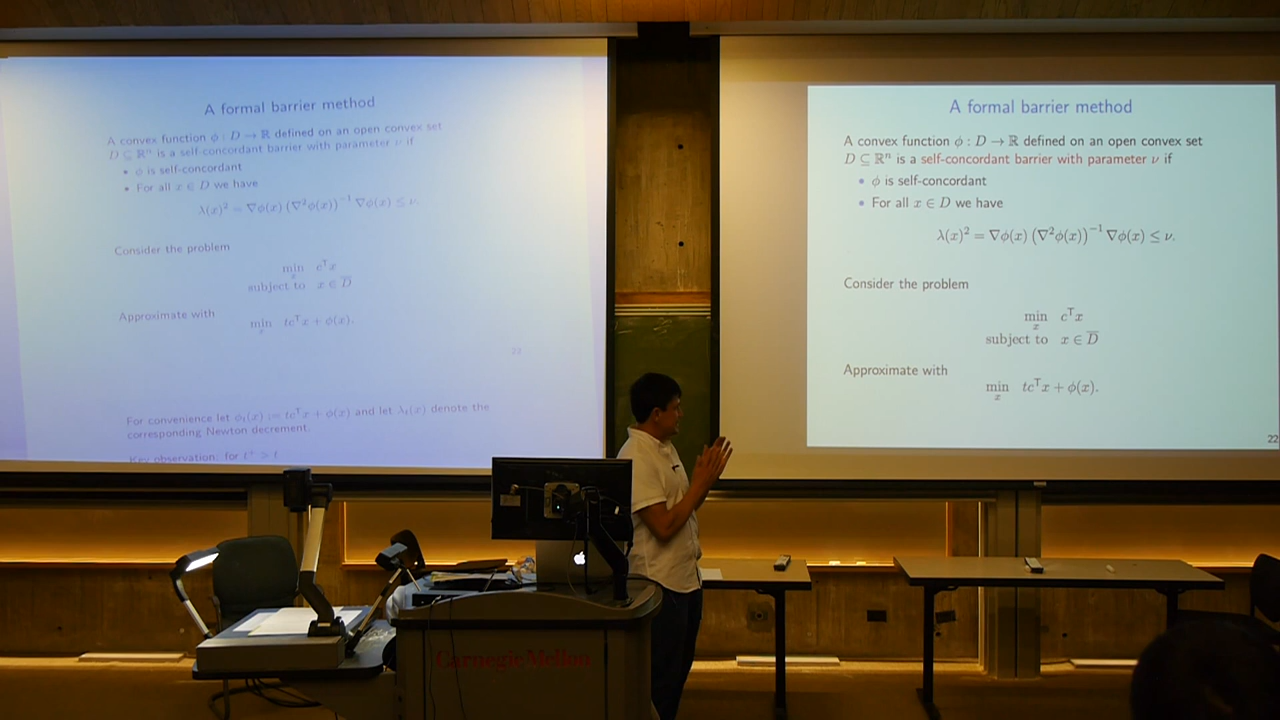 A formal barrier method
A convex function ϕ : D → ℝ defined on an open convex set
D ⊆ ℝⁿ is a self-concordant barrier with parameter ν if
• ϕ is self-concordant
• For all x ∈ D we have
λ(x)² = ∇ϕ(x) (∇²ϕ(x))⁻¹ ∇ϕ(x) ≤ ν.
Consider the problem
min cᵀx
x
subject to x ∈ D̅
Approximate with
min tcᵀx + ϕ(x).
x
22
For convenience let ϕₜ(x) := tcᵀx + ϕ(x) and let λₜ(x) denote the
corresponding Newton decrement.
Key observation: for t⁺ > t
A formal barrier method
A convex function ϕ : D → ℝ defined on an open convex set
D ⊆ ℝⁿ is a self-concordant barrier with parameter ν if
• ϕ is self-concordant
• For all x ∈ D we have
λ(x)² = ∇ϕ(x) (∇²ϕ(x))⁻¹ ∇ϕ(x) ≤ ν.
Consider the problem
min cᵀx
x
subject to x ∈ D̅
Approximate with
min tcᵀx + ϕ(x).
x
22
Carnegie Mellon